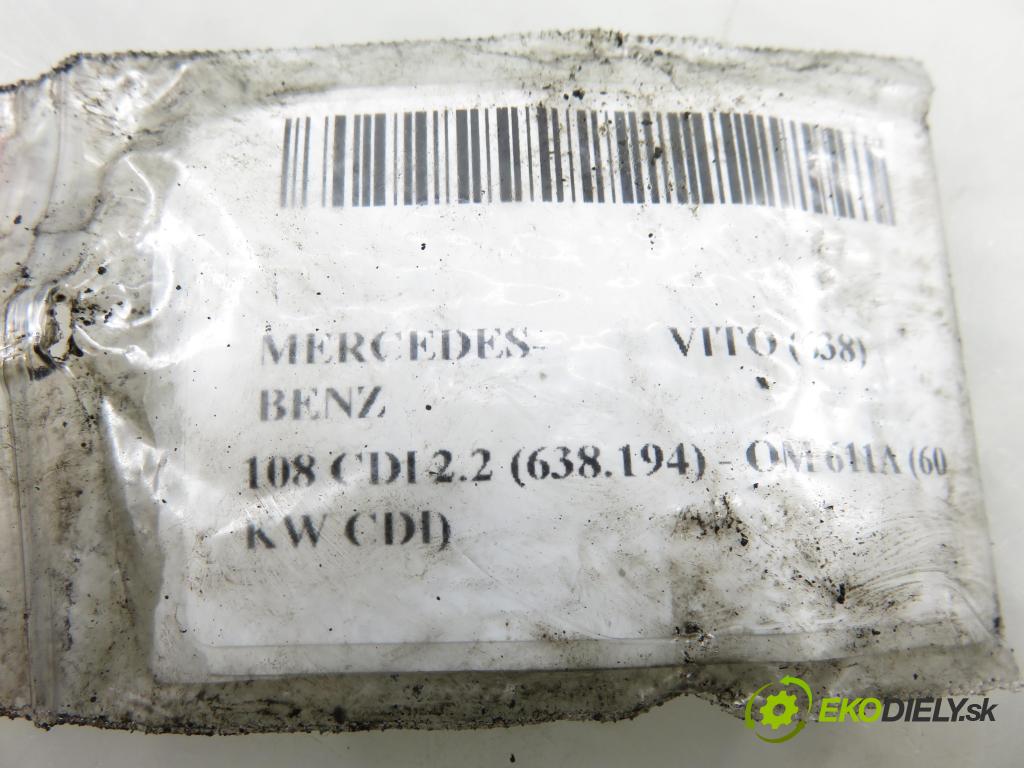 MERCEDES- VITO (638)
BENZ
108 CDI 2.2 (638.194) - OM 611A (60
KW CDI)
EKODIELY.sk